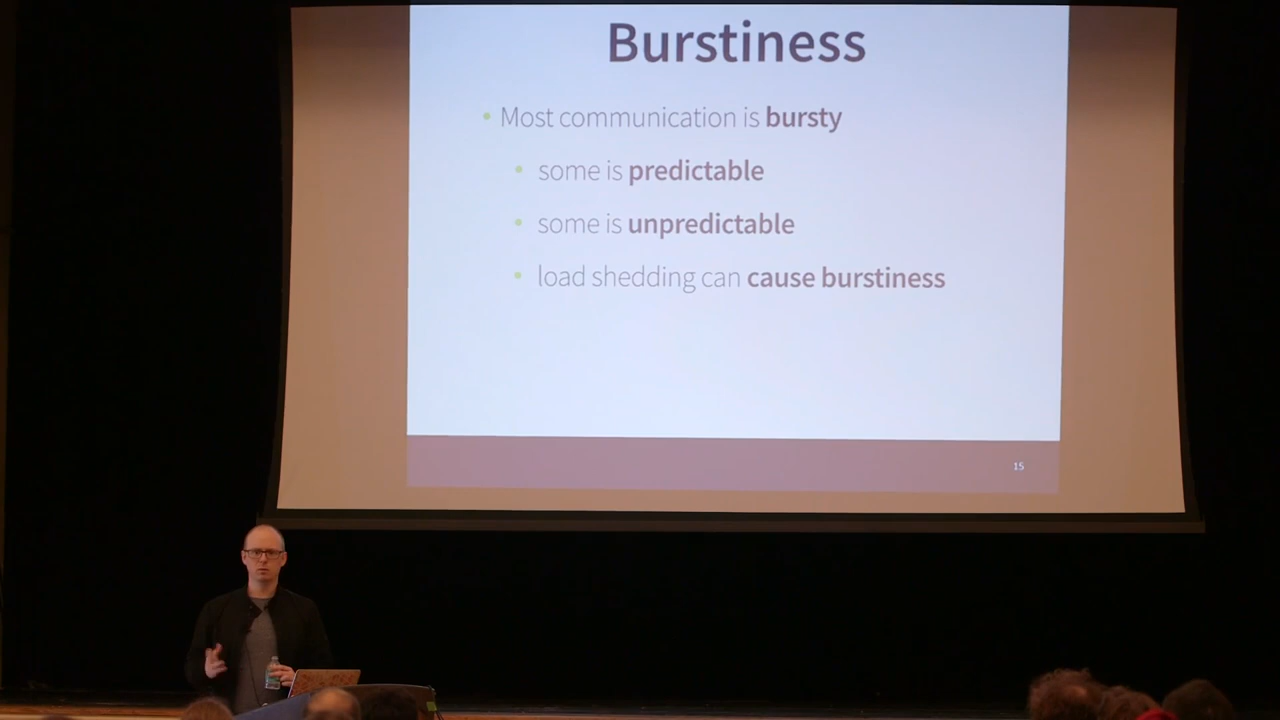 Burstiness
• Most communication is bursty
• some is predictable
• some is unpredictable
• load shedding can cause burstiness
15